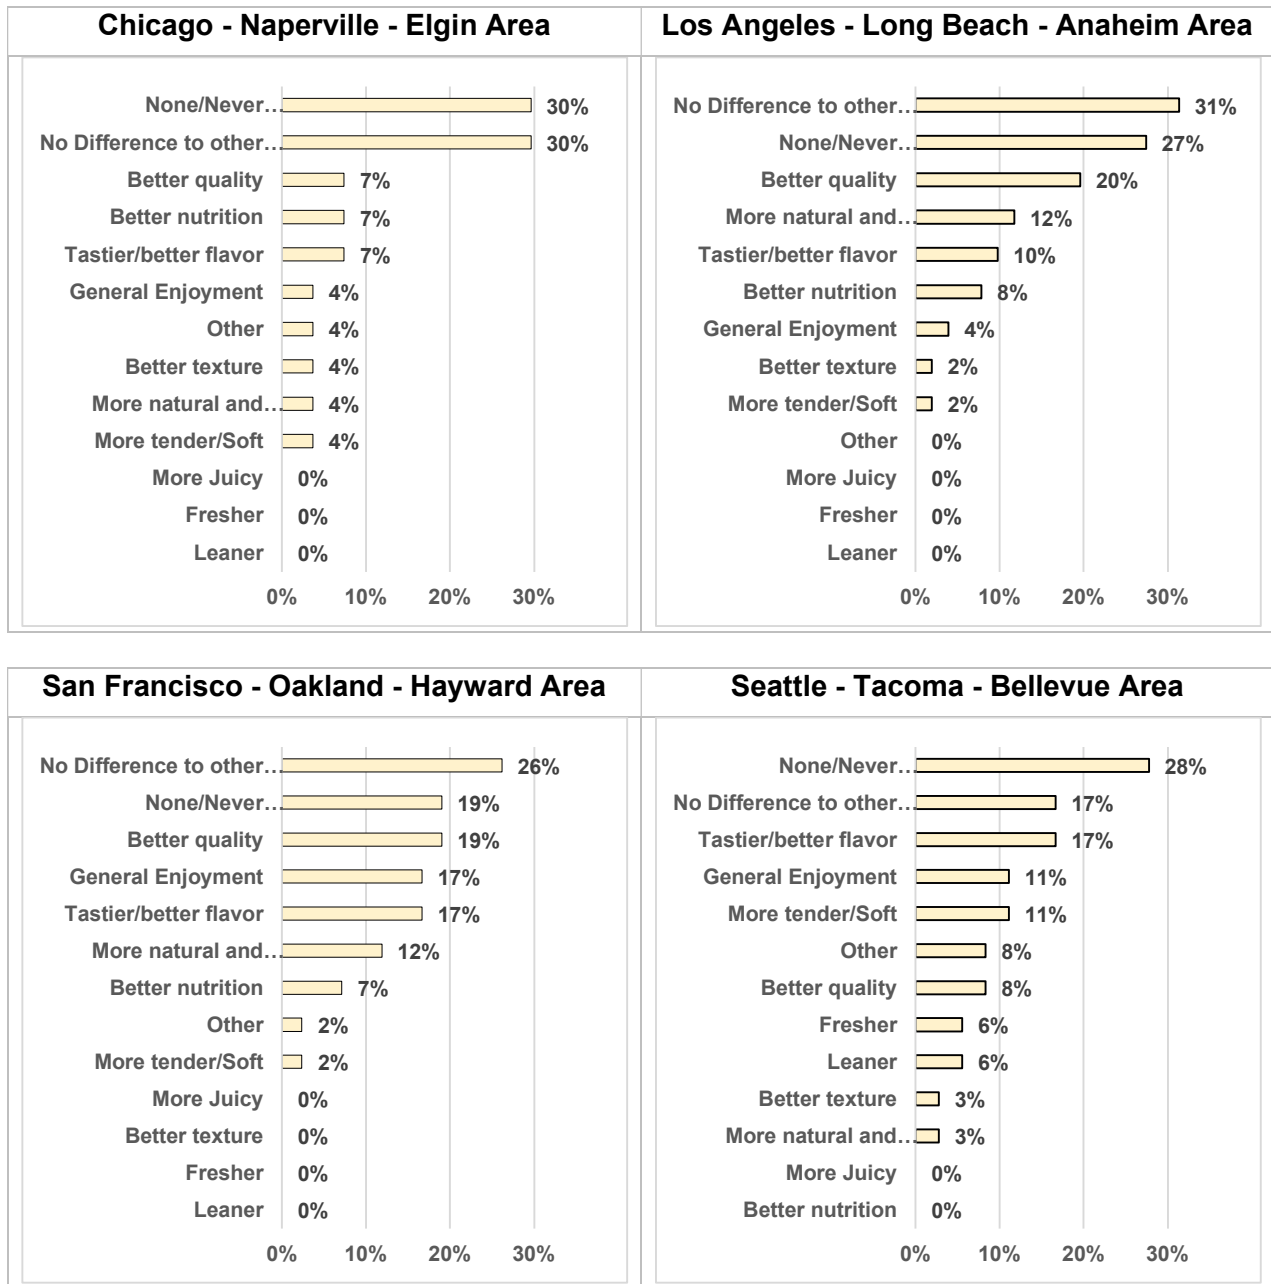 Chicago - Naperville - Elgin Area
None/Never… 30%
No Difference to other… 30%
Better quality 7%
Better nutrition 7%
Tastier/better flavor 7%
General Enjoyment 4%
Other 4%
Better texture 4%
More natural and… 4%
More tender/Soft 4%
More Juicy 0%
Fresher 0%
Leaner 0%
0% 10% 20% 30%
Los Angeles - Long Beach - Anaheim Area
No Difference to other… 31%
None/Never… 27%
Better quality 20%
More natural and… 12%
Tastier/better flavor 10%
Better nutrition 8%
General Enjoyment 4%
Better texture 2%
More tender/Soft 2%
Other 0%
More Juicy 0%
Fresher 0%
Leaner 0%
0% 10% 20% 30%
San Francisco - Oakland - Hayward Area
No Difference to other… 26%
None/Never… 19%
Better quality 19%
General Enjoyment 17%
Tastier/better flavor 17%
More natural and… 12%
Better nutrition 7%
Other 2%
More tender/Soft 2%
More Juicy 0%
Better texture 0%
Fresher 0%
Leaner 0%
0% 10% 20% 30%
Seattle - Tacoma - Bellevue Area
None/Never… 28%
No Difference to other… 17%
Tastier/better flavor 17%
General Enjoyment 11%
More tender/Soft 11%
Other 8%
Better quality 8%
Fresher 6%
Leaner 6%
Better texture 3%
More natural and… 3%
More Juicy 0%
Better nutrition 0%
0% 10% 20% 30%